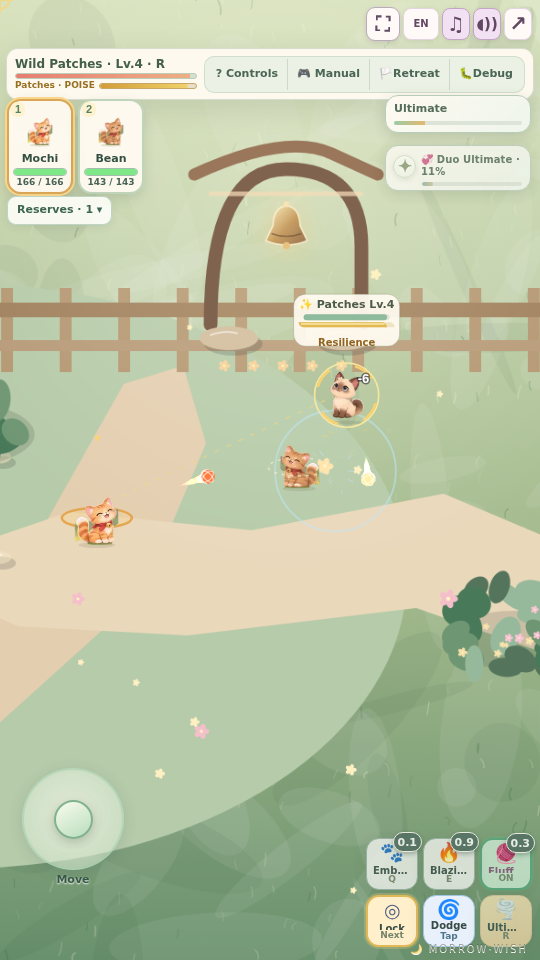 EN
Wild Patches · Lv.4 · R
Patches · POISE
? Controls
🎮 Manual
🏳️Retreat
🐛Debug
1
Mochi
166 / 166
2
Bean
143 / 143
Reserves · 1 ▾
Ultimate
💞 Duo Ultimate · 11%
✨ Patches Lv.4
Resilience
-6
Move
0.1
Emb...
Q
0.9
Blazi...
E
0.3
Fluff
ON
Lock
Next
Dodge
Tap
Ulti...
R
🌙 MORROW-WISH